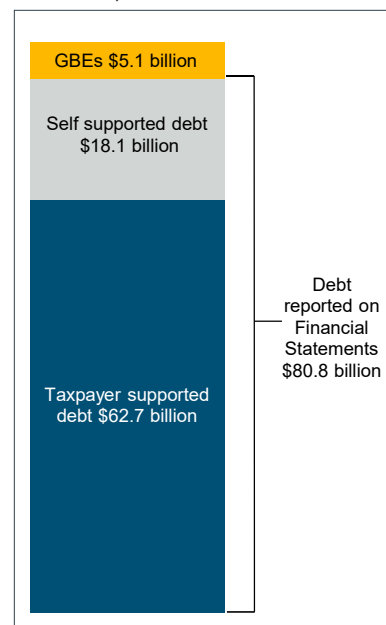 GBEs $5.1 billion
Self supported debt
$18.1 billion
Debt
reported on
Financial
Statements
$80.8 billion
Taxpayer supported
debt $62.7 billion